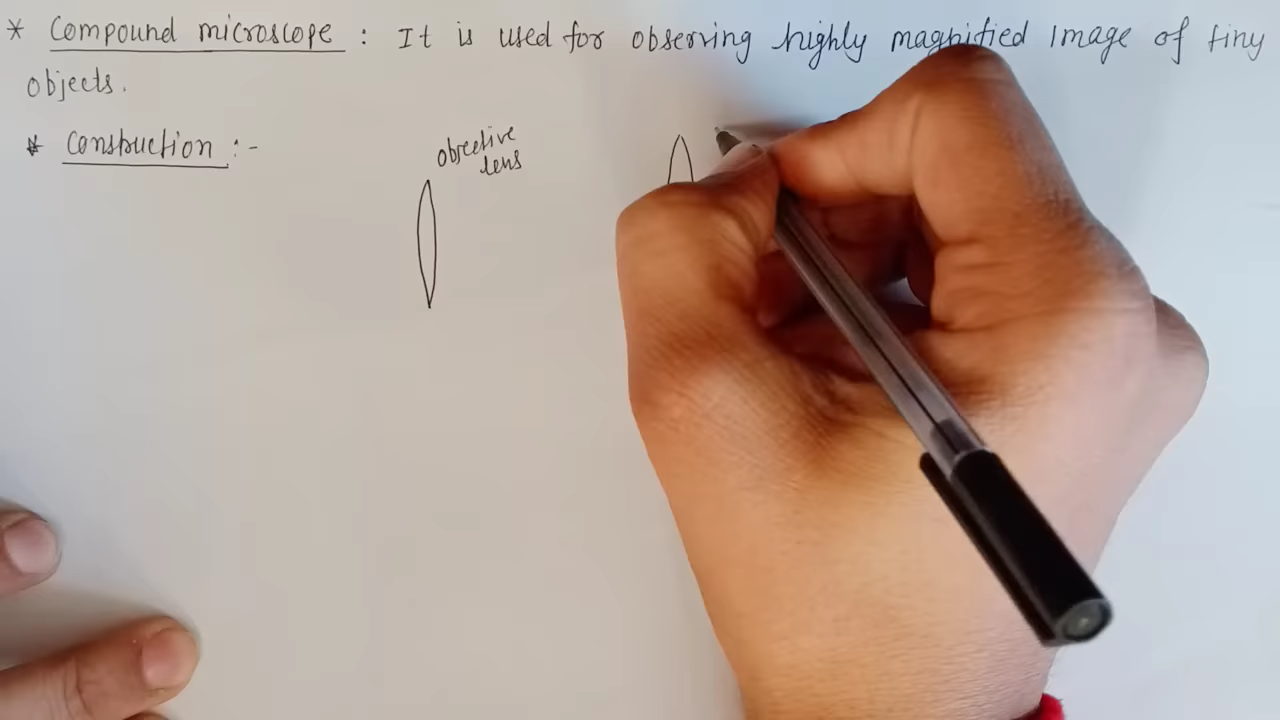 * Compound microscope : It is used for observing highly magnified Image of tiny
objects.
* Construction :-
objective
lens